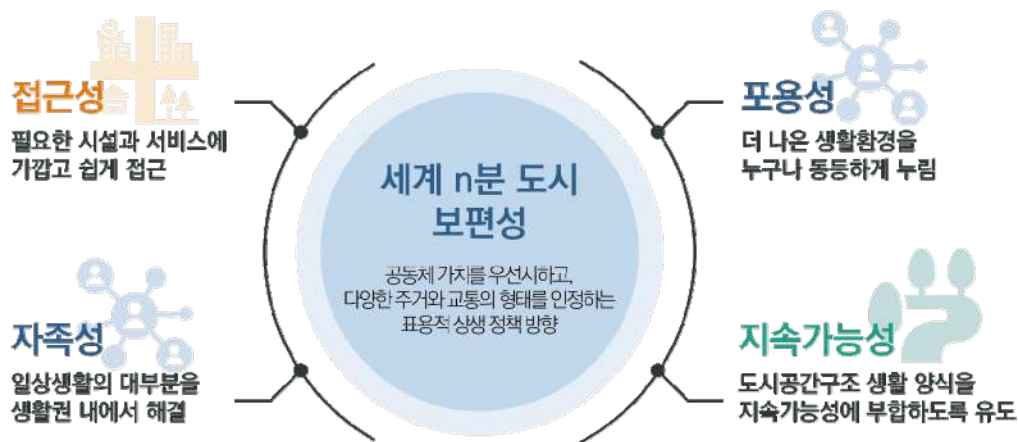 접근성
필요한 시설과 서비스에
가깝고 쉽게 접근
포용성
더 나은 생활환경을
누구나 동등하게 누림
세계 n분 도시
보편성
공동체 가치를 우선시하고,
다양한 주거와 교통의 형태를 인정하는
표용적 상생 정책 방향
자족성
일상생활의 대부분을
생활권 내에서 해결
지속가능성
도시공간구조 생활 양식을
지속가능성에 부합하도록 유도